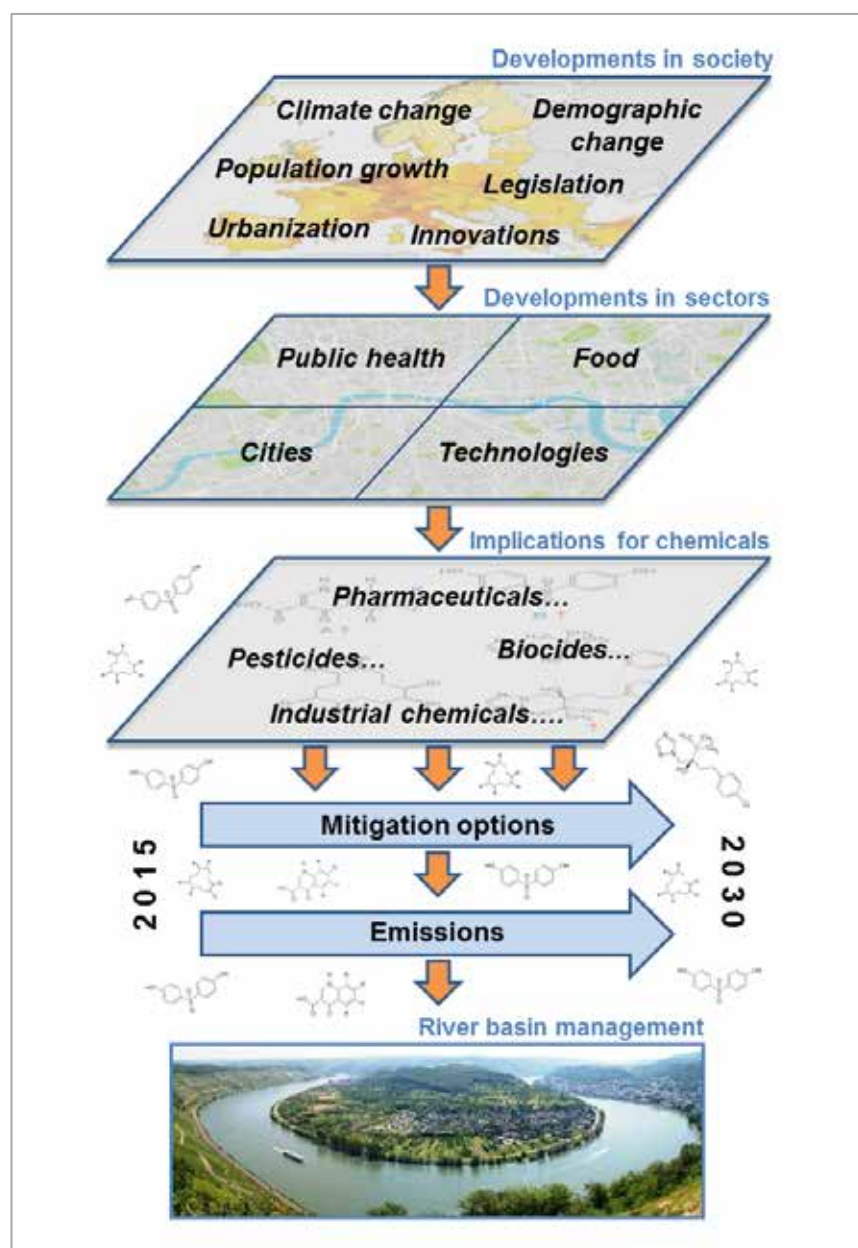 Developments in society
Climate change
Demographic
change
Population growth
Legislation
Urbanization
Innovations
Developments in sectors
Public health
Food
Cities
Technologies
Implications for chemicals
Pharmaceuticals...
Pesticides...
Biocides...
Industrial chemicals....
Mitigation options
2015
2030
Emissions
River basin management